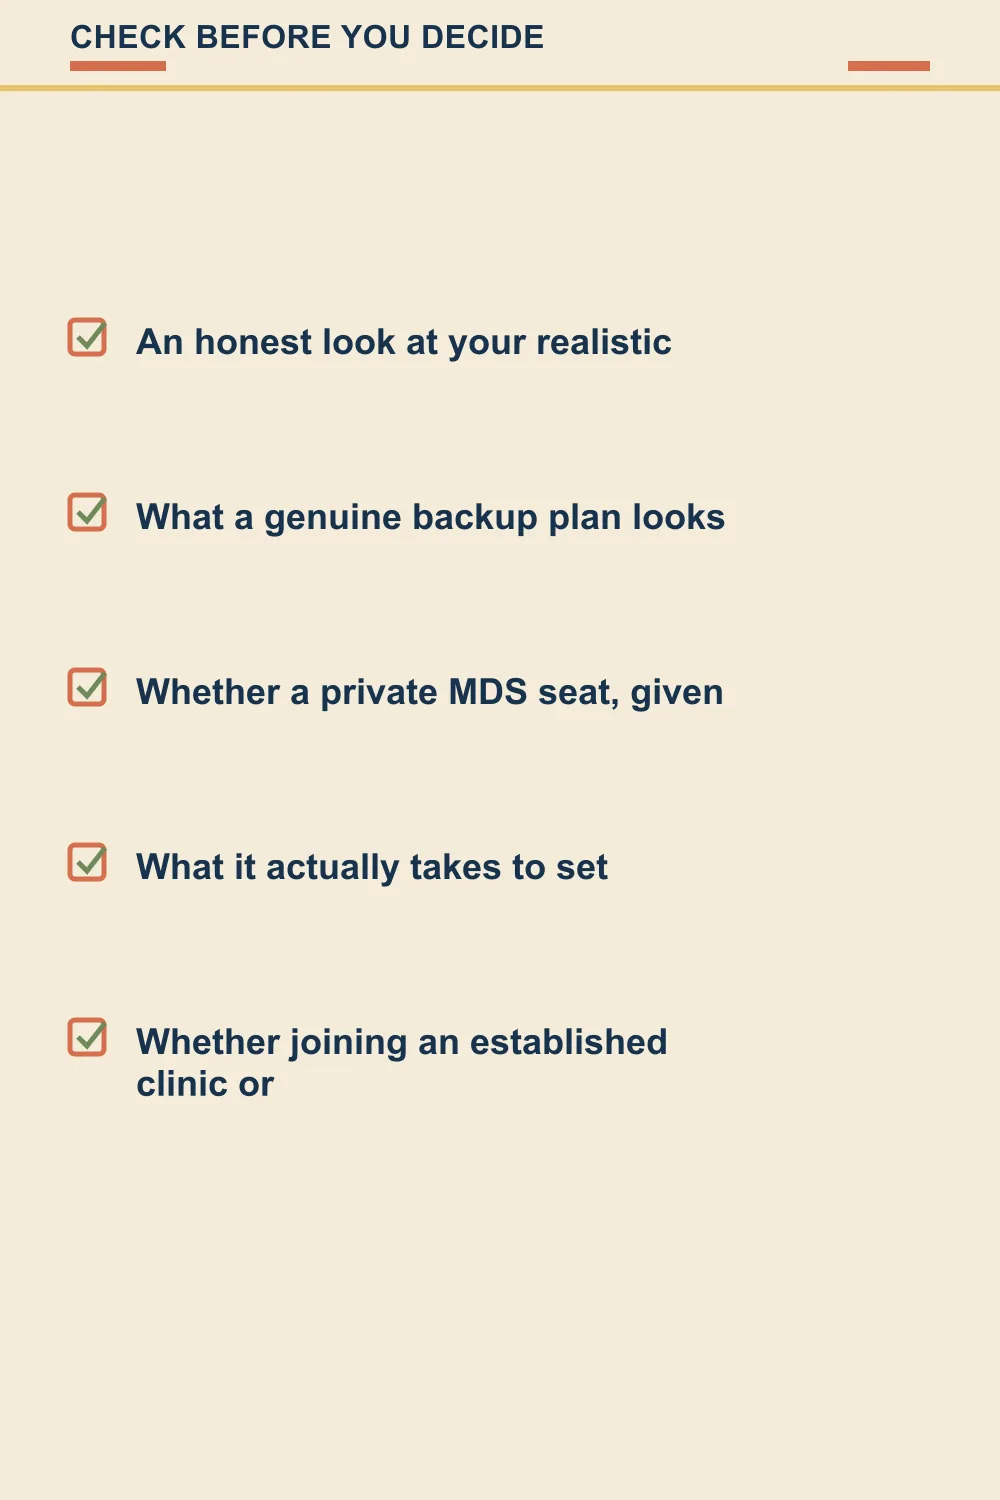 CHECK BEFORE YOU DECIDE
An honest look at your realistic
What a genuine backup plan looks
Whether a private MDS seat, given
What it actually takes to set
Whether joining an established
clinic or